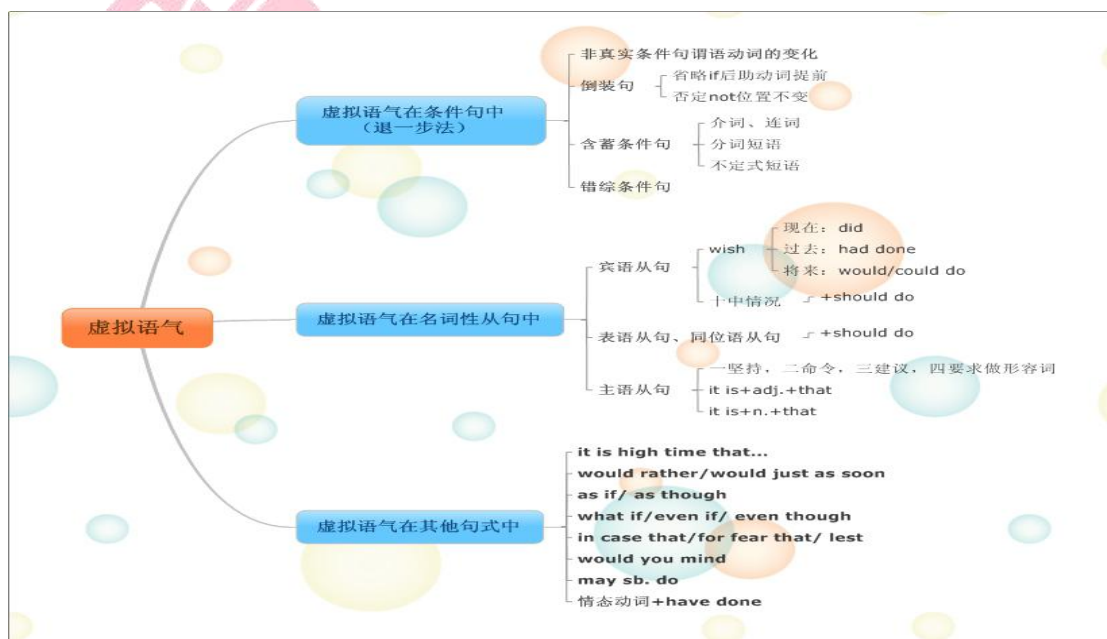 虚拟语气
虚拟语气在条件句中
（退一步法）
非真实条件句谓语动词的变化
倒装句
省略if后助动词提前
否定not位置不变
含蓄条件句
介词、连词
分词短语
不定式短语
错综条件句
虚拟语气在名词性从句中
宾语从句
wish
现在：did
过去：had done
将来：would/could do
十中情况
+should do
表语从句、同位语从句
+should do
主语从句
一坚持，二命令，三建议，四要求做形容词
it is+adj.+that
it is+n.+that
虚拟语气在其他句式中
it is high time that...
would rather/would just as soon
as if/ as though
what if/even if/ even though
in case that/for fear that/ lest
would you mind
may sb. do
情态动词+have done